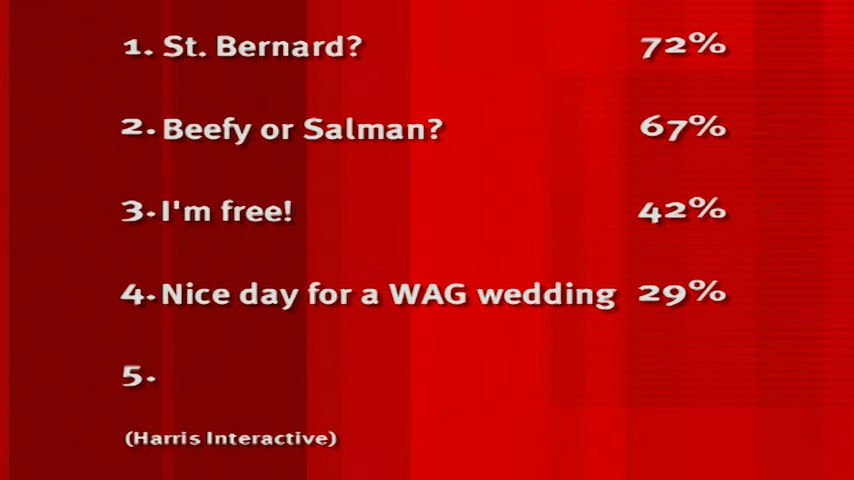 1. St. Bernard? 72%
2. Beefy or Salman? 67%
3. I'm free! 42%
4. Nice day for a WAG wedding 29%
5.
(Harris Interactive)